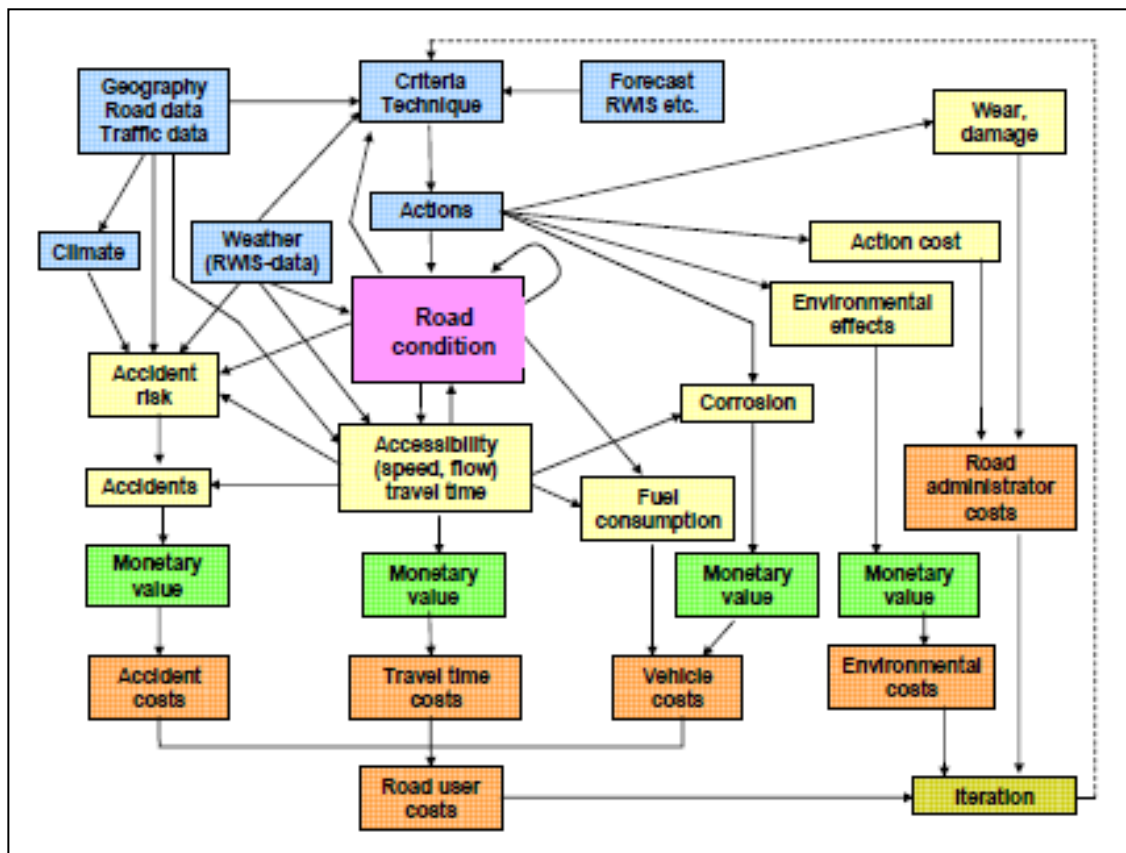 Geography
Road data
Traffic data
Criteria
Technique
Forecast
RWIS etc.
Wear,
damage
Actions
Climate
Weather
(RWIS-data)
Action cost
Environmental
effects
Road
condition
Accident
risk
Corrosion
Accessibility
(speed, flow)
travel time
Accidents
Fuel
consumption
Road
administrator
costs
Monetary
value
Monetary
value
Monetary
value
Monetary
value
Accident
costs
Travel time
costs
Vehicle
costs
Environmental
costs
Road user
costs
Iteration